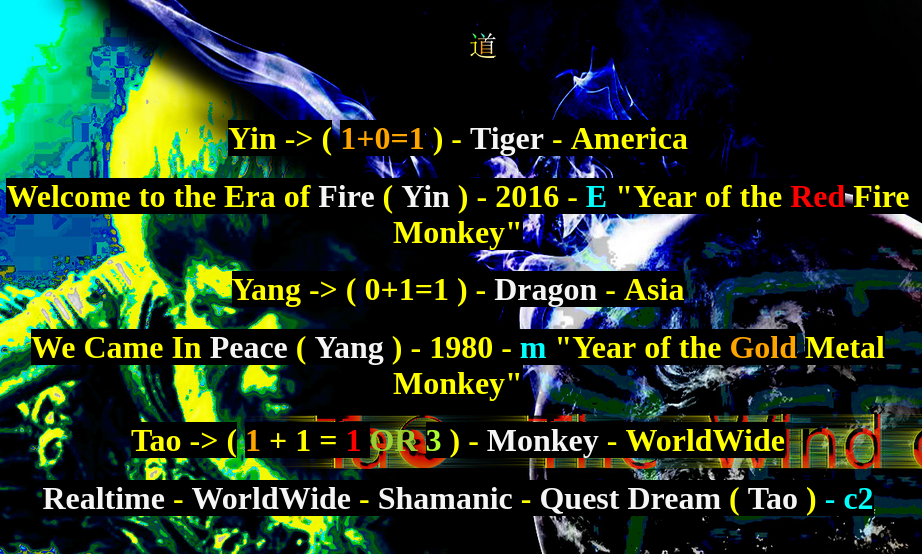 道
Yin -> ( 1+0=1 ) - Tiger - America
Welcome to the Era of Fire ( Yin ) - 2016 - E "Year of the Red Fire
Monkey"
Yang -> ( 0+1=1 ) - Dragon - Asia
We Came In Peace ( Yang ) - 1980 - m "Year of the Gold Metal
Monkey"
Tao -> ( 1 + 1 = 1 OR 3 ) - Monkey - WorldWide
Realtime - WorldWide - Shamanic - Quest Dream ( Tao ) - c2